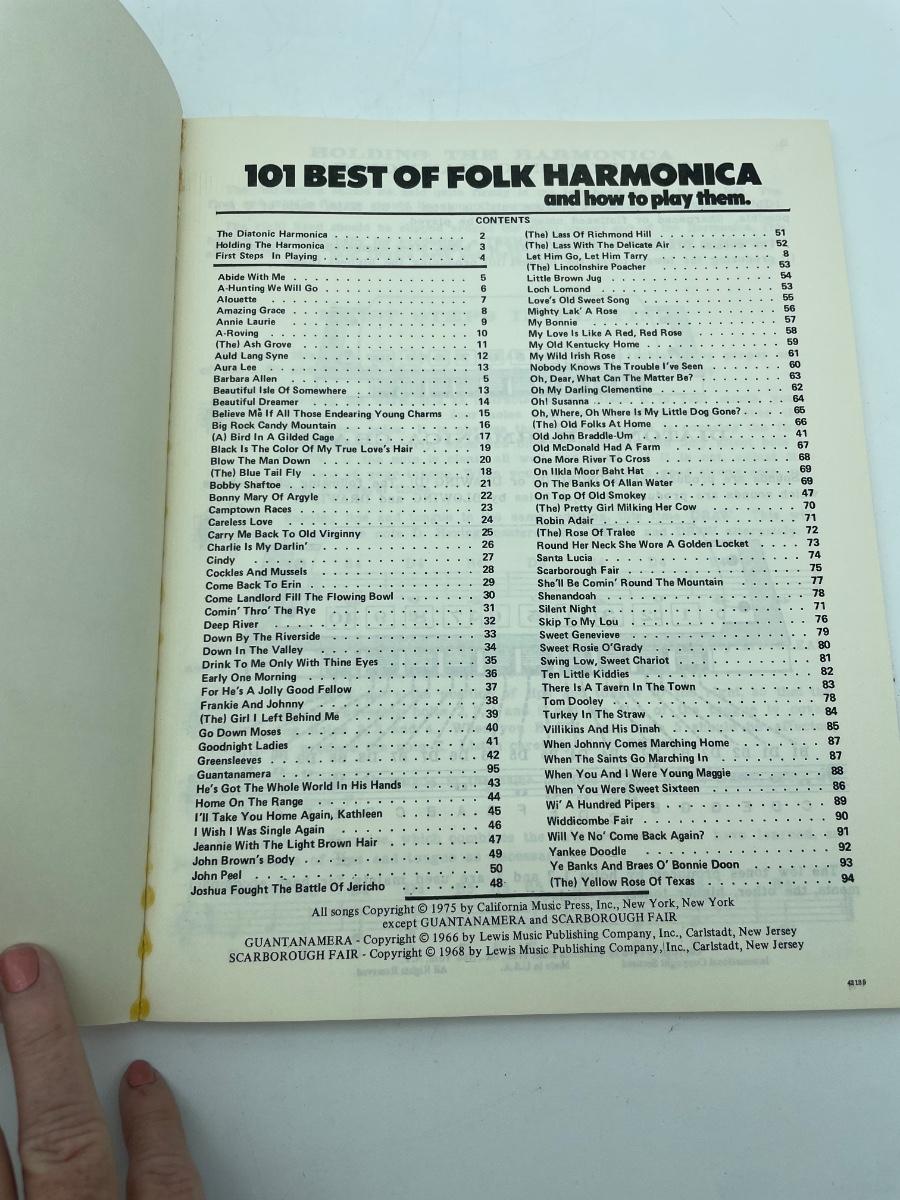 101 BEST OF FOLK HARMONICA
and how to play them.
CONTENTS
The Diatonic Harmonica . . . . . . . . . . . . 2
Holding The Harmonica . . . . . . . . . . . . 3
First Steps In Playing . . . . . . . . . . . . 4
Abide With Me . . . . . . . . . . . . 5
A-Hunting We Will Go . . . . . . . . . . . . 6
Alouette . . . . . . . . . . . . 7
Amazing Grace . . . . . . . . . . . . 8
Annie Laurie . . . . . . . . . . . . 9
A-Roving . . . . . . . . . . . . 10
(The) Ash Grove . . . . . . . . . . . . 11
Auld Lang Syne . . . . . . . . . . . . 12
Aura Lee . . . . . . . . . . . . 13
Barbara Allen . . . . . . . . . . . . 5
Beautiful Isle Of Somewhere . . . . . . . . . . 13
Beautiful Dreamer . . . . . . . . . . . . 14
Believe Me If All Those Endearing Young Charms . . 15
Big Rock Candy Mountain . . . . . . . . . . 16
(A) Bird In A Gilded Cage . . . . . . . . . . 17
Black Is The Color Of My True Love's Hair . . . . . 19
Blow The Man Down . . . . . . . . . . . . 20
(The) Blue Tail Fly . . . . . . . . . . . . 18
Bobby Shaftoe . . . . . . . . . . . . 21
Bonny Mary Of Argyle . . . . . . . . . . . . 22
Camptown Races . . . . . . . . . . . . 23
Careless Love . . . . . . . . . . . . 24
Carry Me Back To Old Virginny . . . . . . . . 25
Charlie Is My Darlin' . . . . . . . . . . . . 26
Cindy . . . . . . . . . . . . 27
Cockles And Mussels . . . . . . . . . . . . 28
Come Back To Erin . . . . . . . . . . . . 29
Come Landlord Fill The Flowing Bowl . . . . . . 30
Comin' Thro' The Rye . . . . . . . . . . . . 31
Deep River . . . . . . . . . . . . 32
Down By The Riverside . . . . . . . . . . . . 33
Down In The Valley . . . . . . . . . . . . 34
Drink To Me Only With Thine Eyes . . . . . . . 35
Early One Morning . . . . . . . . . . . . 36
For He's A Jolly Good Fellow . . . . . . . . . 37
Frankie And Johnny . . . . . . . . . . . . 38
(The) Girl I Left Behind Me . . . . . . . . . 39
Go Down Moses . . . . . . . . . . . . 40
Goodnight Ladies . . . . . . . . . . . . 41
Greensleeves . . . . . . . . . . . . 42
Guantanamera . . . . . . . . . . . . 95
He's Got The Whole World In His Hands . . . . . . 43
Home On The Range . . . . . . . . . . . . 44
I'll Take You Home Again, Kathleen . . . . . . . 45
I Wish I Was Single Again . . . . . . . . . . 46
Jeannie With The Light Brown Hair . . . . . . . 47
John Brown's Body . . . . . . . . . . . . 49
John Peel . . . . . . . . . . . . 50
Joshua Fought The Battle Of Jericho . . . . . . . 48
(The) Lass Of Richmond Hill . . . . . . . . . 51
(The) Lass With The Delicate Air . . . . . . . . 52
Let Him Go, Let Him Tarry . . . . . . . . . . 8
(The) Lincolnshire Poacher . . . . . . . . . . 53
Little Brown Jug . . . . . . . . . . . . 54
Loch Lomond . . . . . . . . . . . . 53
Love's Old Sweet Song . . . . . . . . . . . . 55
Mighty Lak' A Rose . . . . . . . . . . . . 56
My Bonnie . . . . . . . . . . . . 57
My Love Is Like A Red, Red Rose . . . . . . . . 58
My Old Kentucky Home . . . . . . . . . . . . 59
My Wild Irish Rose . . . . . . . . . . . . 61
Nobody Knows The Trouble I've Seen . . . . . . . 60
Oh, Dear, What Can The Matter Be? . . . . . . . 63
Oh My Darling Clementine . . . . . . . . . . 62
Oh! Susanna . . . . . . . . . . . . 64
Oh, Where, Oh Where Is My Little Dog Gone? . . . . 65
(The) Old Folks At Home . . . . . . . . . . 66
Old John Braddle-Um . . . . . . . . . . . . 41
Old McDonald Had A Farm . . . . . . . . . . 67
One More River To Cross . . . . . . . . . . 68
On Ilkla Moor Baht Hat . . . . . . . . . . . . 69
On The Banks Of Allan Water . . . . . . . . . 69
On Top Of Old Smokey . . . . . . . . . . . . 47
(The) Pretty Girl Milking Her Cow . . . . . . . 70
Robin Adair . . . . . . . . . . . . 71
(The) Rose Of Tralee . . . . . . . . . . . . 72
Round Her Neck She Wore A Golden Locket . . . . . 73
Santa Lucia . . . . . . . . . . . . 74
Scarborough Fair . . . . . . . . . . . . 75
She'll Be Comin' Round The Mountain . . . . . . . 77
Shenandoah . . . . . . . . . . . . 78
Silent Night . . . . . . . . . . . . 71
Skip To My Lou . . . . . . . . . . . . 76
Sweet Genevieve . . . . . . . . . . . . 79
Sweet Rosie O'Grady . . . . . . . . . . . . 80
Swing Low, Sweet Chariot . . . . . . . . . . 81
Ten Little Kiddies . . . . . . . . . . . . 82
There Is A Tavern In The Town . . . . . . . . 83
Tom Dooley . . . . . . . . . . . . 78
Turkey In The Straw . . . . . . . . . . . . 84
Villikins And His Dinah . . . . . . . . . . . . 85
When Johnny Comes Marching Home . . . . . . . 87
When The Saints Go Marching In . . . . . . . . 87
When You And I Were Young Maggie . . . . . . . 88
When You Were Sweet Sixteen . . . . . . . . . 86
Wi' A Hundred Pipers . . . . . . . . . . . . 89
Widdicombe Fair . . . . . . . . . . . . 90
Will Ye No' Come Back Again? . . . . . . . . . 91
Yankee Doodle . . . . . . . . . . . . 92
Ye Banks And Braes O' Bonnie Doon . . . . . . . 93
(The) Yellow Rose Of Texas . . . . . . . . . . 94
All songs Copyright © 1975 by California Music Press, Inc., New York, New York
except GUANTANAMERA and SCARBOROUGH FAIR
GUANTANAMERA - Copyright © 1966 by Lewis Music Publishing Company, Inc., Carlstadt, New Jersey
SCARBOROUGH FAIR - Copyright © 1968 by Lewis Music Publishing Company, Inc., Carlstadt, New Jersey